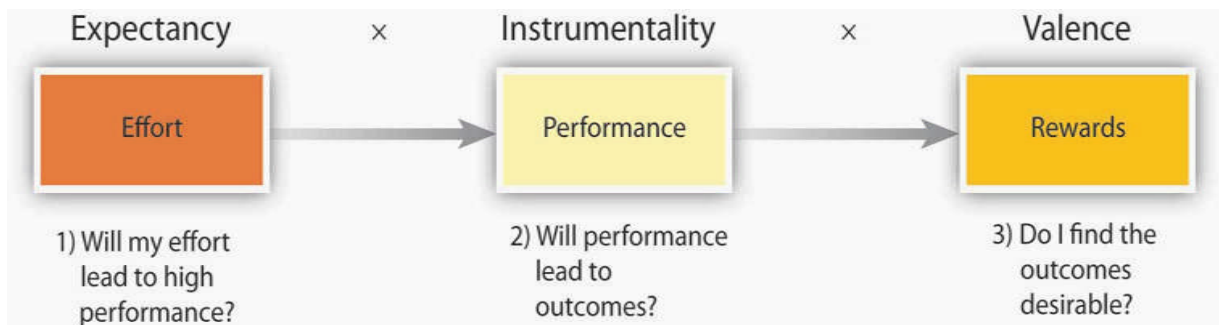 Expectancy × Instrumentality × Valence
Effort
Performance
Rewards
1) Will my effort
lead to high
performance?
2) Will performance
lead to
outcomes?
3) Do I find the
outcomes
desirable?